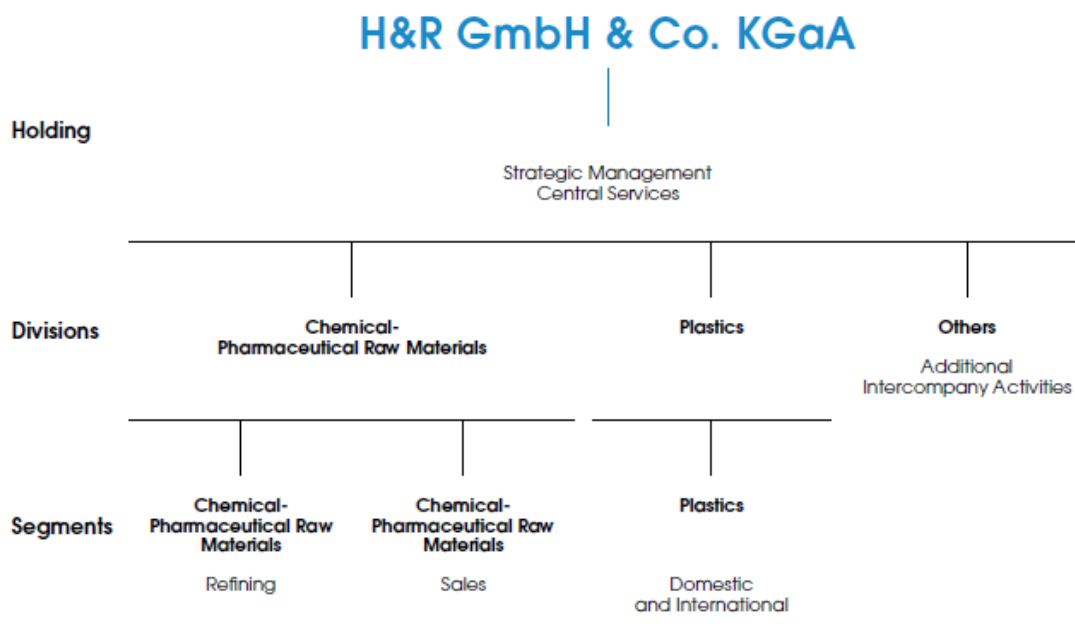 H&R GmbH & Co. KGaA
Holding
Strategic Management
Central Services
Divisions
Chemical-
Pharmaceutical Raw Materials
Plastics
Others
Additional
Intercompany Activities
Segments
Chemical-
Pharmaceutical Raw
Materials
Refining
Chemical-
Pharmaceutical Raw
Materials
Sales
Plastics
Domestic
and International